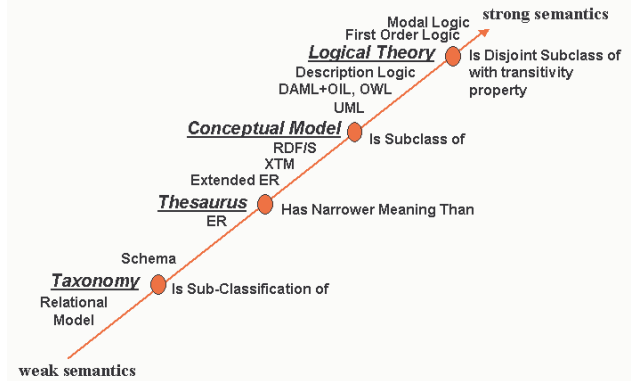 Modal Logic
strong semantics
First Order Logic
Logical Theory
Is Disjoint Subclass of
with transitivity
property
Description Logic
DAML+OIL, OWL
UML
Conceptual Model
Is Subclass of
RDF/S
XTM
Extended ER
Thesaurus
Has Narrower Meaning Than
ER
Schema
Taxonomy
Is Sub-Classification of
Relational
Model
weak semantics